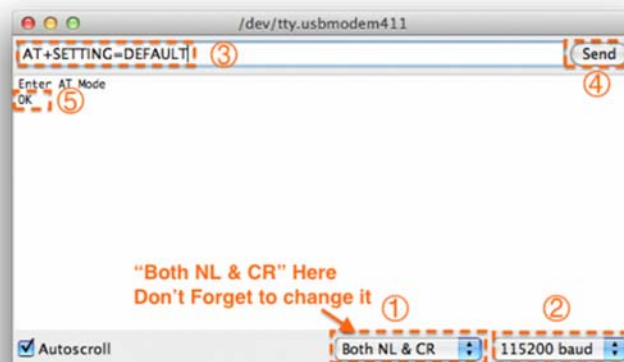 /dev/tty.usbmodem411
AT+SETTING=DEFAULT ③ Send
④
Enter AT Mode
OK ⑤
“Both NL & CR” Here
Don’t Forget to change it ① ②
Autoscroll Both NL & CR 115200 baud